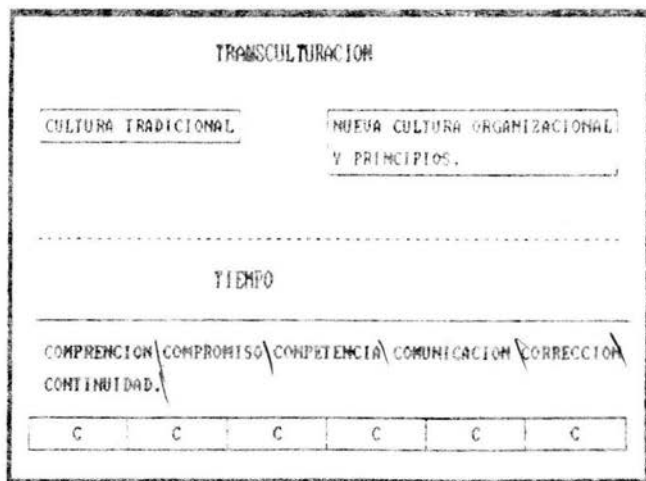 TRANSCULTURACION
CULTURA TRADICIONAL
NUEVA CULTURA ORGANIZACIONAL
Y PRINCIPIOS.
TIEMPO
COMPRENCION\COMPROMISO\COMPETENCIA\COMUNICACION\CORRECCION\
CONTINUIDAD.\
C C C C C C